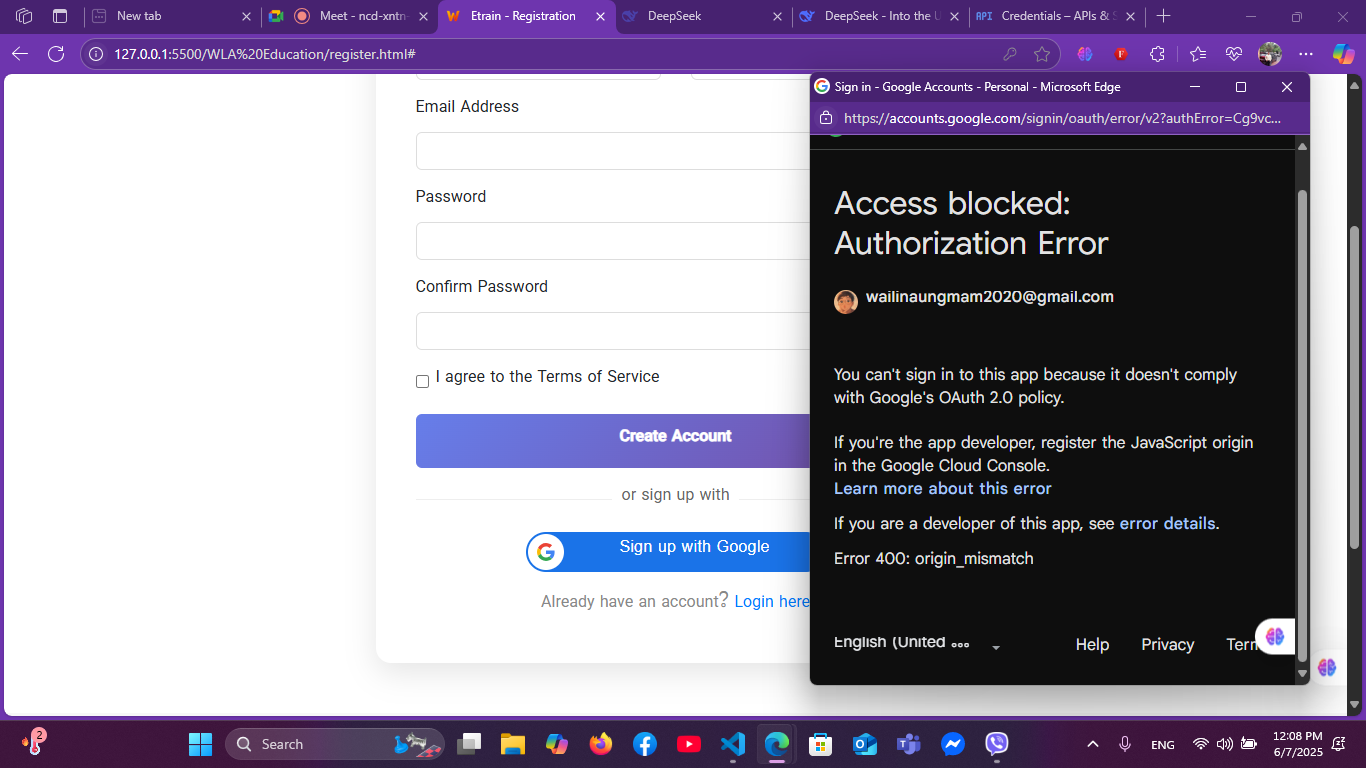 New tab
Meet - ncd-xntn-
Etrain - Registration
DeepSeek
DeepSeek - Into the U
API Credentials – APIs & S
127.0.0.1:5500/WLA%20Education/register.html#
Email Address
Password
Confirm Password
I agree to the Terms of Service
Create Account
or sign up with
Sign up with Google
Already have an account? Login here
Sign in - Google Accounts - Personal - Microsoft Edge
https://accounts.google.com/signin/oauth/error/v2?authError=Cg9vc...
Access blocked:
Authorization Error
wailinaungmam2020@gmail.com
You can't sign in to this app because it doesn't comply
with Google's OAuth 2.0 policy.
If you're the app developer, register the JavaScript origin
in the Google Cloud Console.
Learn more about this error
If you are a developer of this app, see error details.
Error 400: origin_mismatch
English (United ...
Help
Privacy
Term
2
Search
ENG
12:08 PM
6/7/2025